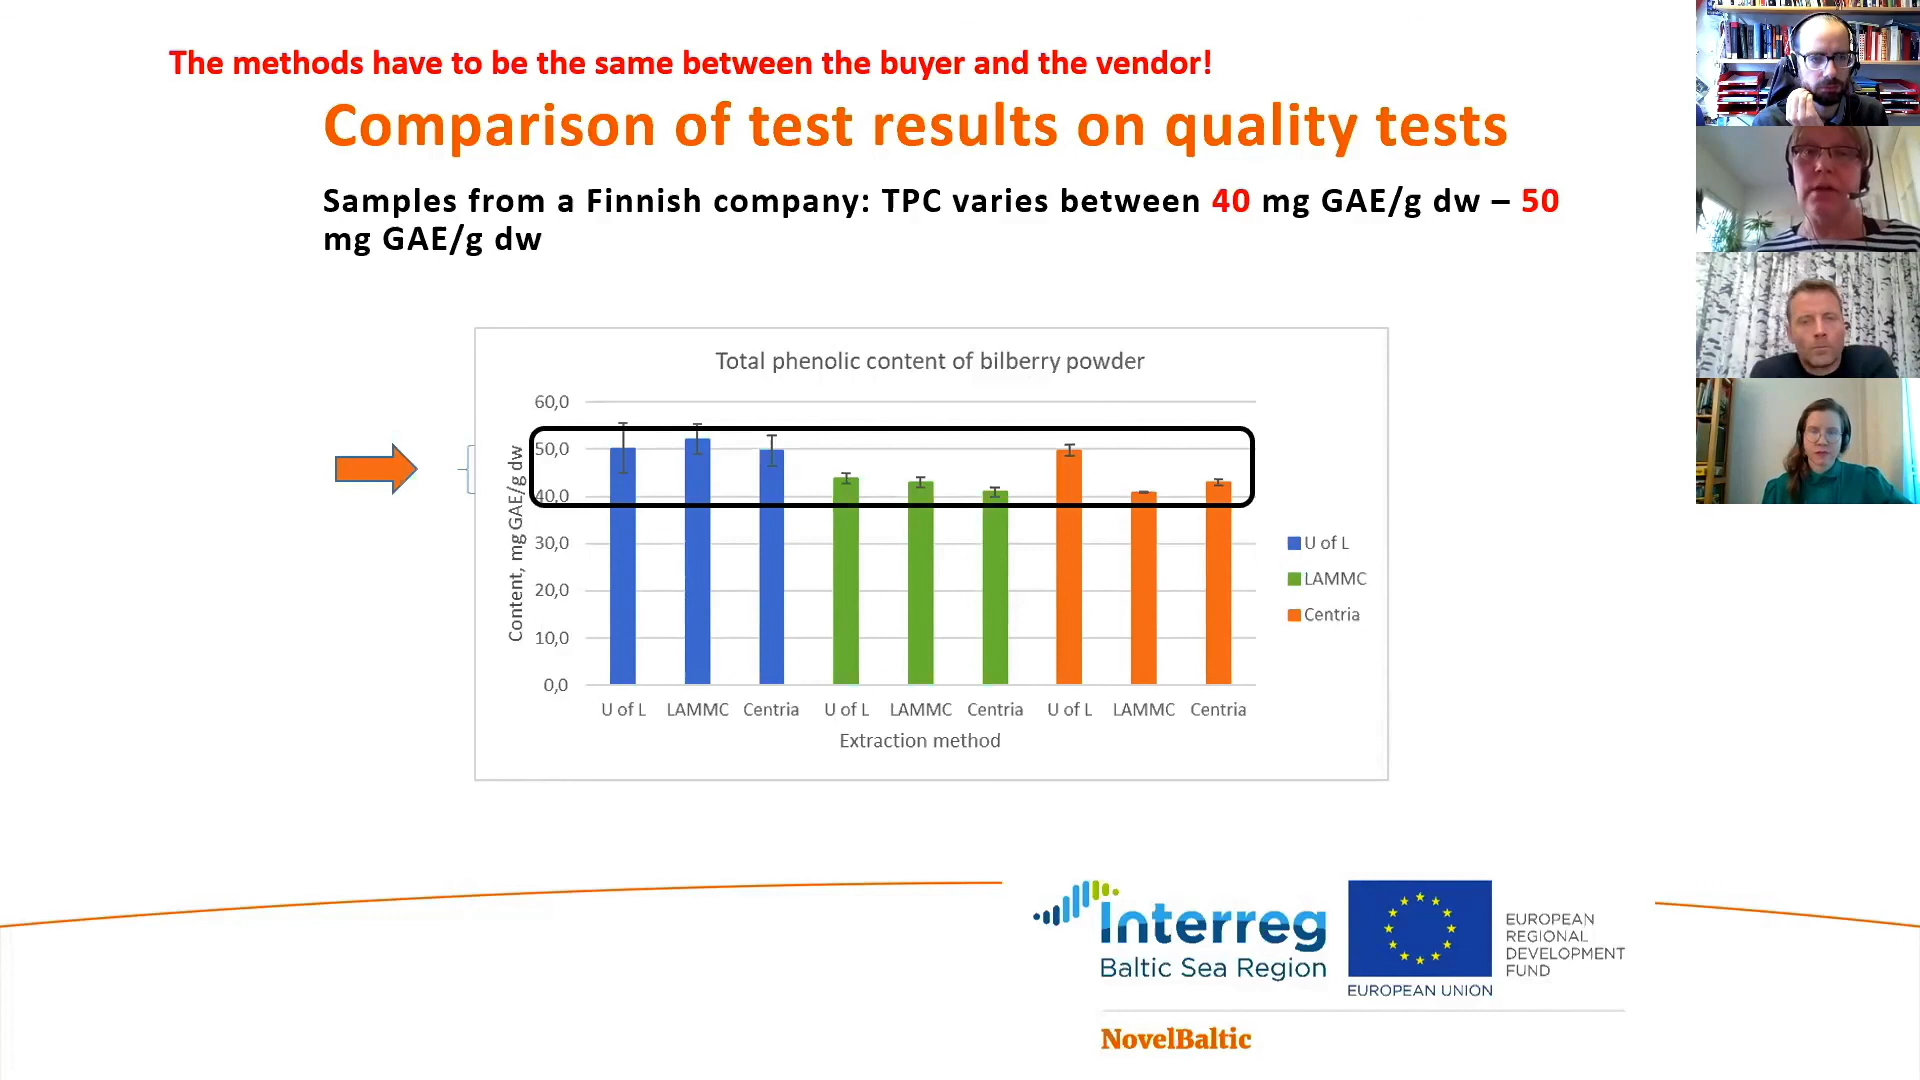 The methods have to be the same between the buyer and the vendor!
Comparison of test results on quality tests
Samples from a Finnish company: TPC varies between 40 mg GAE/g dw – 50
mg GAE/g dw
Total phenolic content of bilberry powder
Content, mg GAE/g dw
60,0
50,0
40,0
30,0
20,0
10,0
0,0
U of L LAMMC Centria U of L LAMMC Centria U of L LAMMC Centria
Extraction method
U of L
LAMMC
Centria
Interreg
Baltic Sea Region
EUROPEAN UNION
EUROPEAN
REGIONAL
DEVELOPMENT
FUND
NovelBaltic